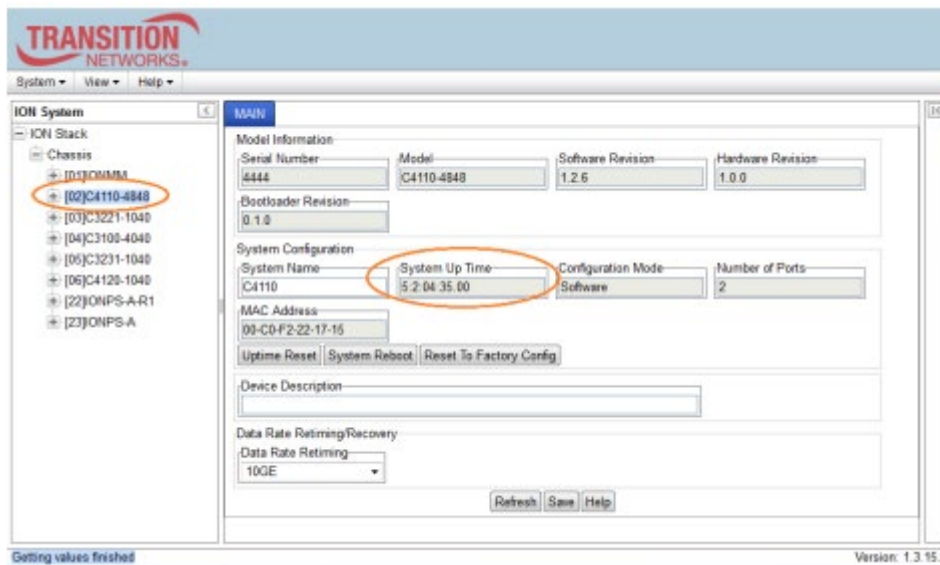 TRANSITION
NETWORKS®
System View Help
ION System
ION Stack
Chassis
[01]IONMM
[02]C4110-4848
[03]C3221-1040
[04]C3100-4040
[05]C3231-1040
[06]C4120-1040
[22]IONPS-A-R1
[23]IONPS-A
MAIN
Model Information
Serial Number Model Software Revision Hardware Revision
4444 C4110-4848 1.2.6 1.0.0
Bootloader Revision
0.1.0
System Configuration
System Name System Up Time Configuration Mode Number of Ports
C4110 5:2:04:35.00 Software 2
MAC Address
00-C0-F2-22-17-15
Uptime Reset System Reboot Reset To Factory Config
Device Description
Data Rate Retiming/Recovery
Data Rate Retiming
10GE
Refresh Save Help
Getting values finished Version: 1.3.15.